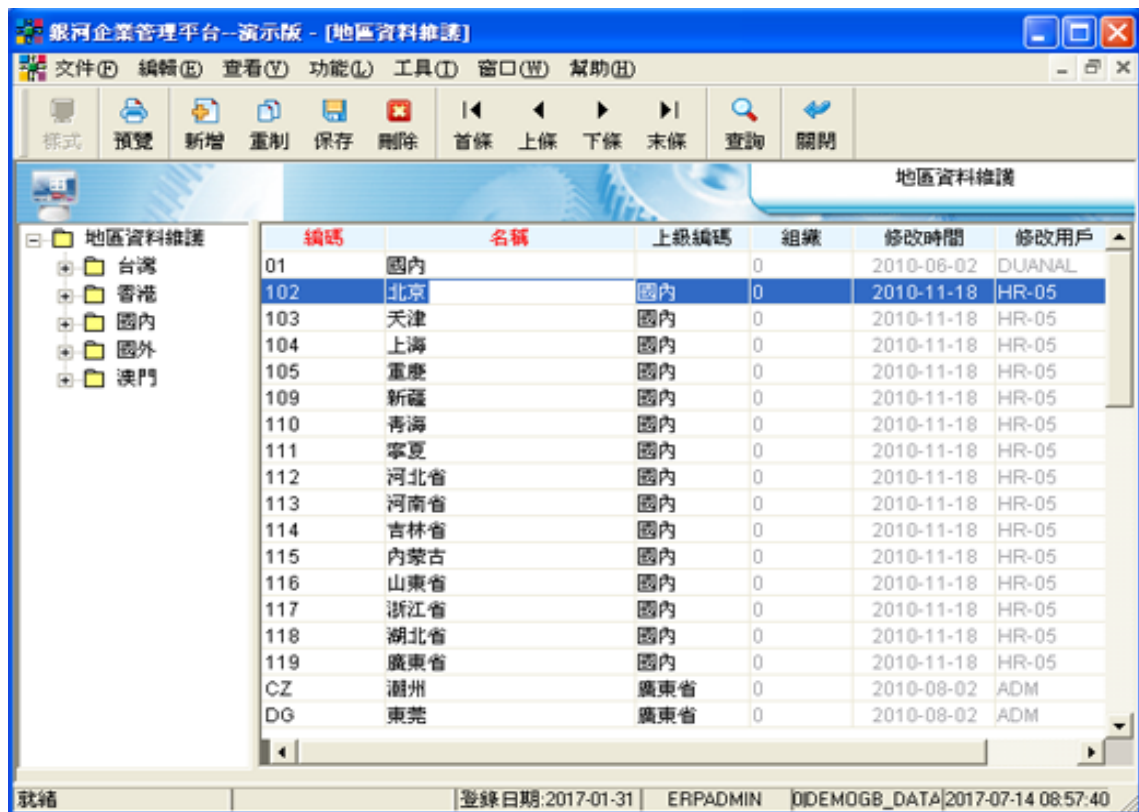 銀河企業管理平台--演示版 - [地區資料維護]
文件(F) 編輯(E) 查看(V) 功能(L) 工具(T) 窗口(W) 幫助(H)
樣式 預覽 新增 重制 保存 刪除 首條 上條 下條 末條 查詢 關閉
地區資料維護
地區資料維護
台灣
香港
國內
國外
澳門
編碼 名稱 上級編碼 組織 修改時間 修改用戶
01 國內 0 2010-06-02 DUANAL
102 北京 國內 0 2010-11-18 HR-05
103 天津 國內 0 2010-11-18 HR-05
104 上海 國內 0 2010-11-18 HR-05
105 重慶 國內 0 2010-11-18 HR-05
109 新疆 國內 0 2010-11-18 HR-05
110 青海 國內 0 2010-11-18 HR-05
111 寧夏 國內 0 2010-11-18 HR-05
112 河北省 國內 0 2010-11-18 HR-05
113 河南省 國內 0 2010-11-18 HR-05
114 吉林省 國內 0 2010-11-18 HR-05
115 內蒙古 國內 0 2010-11-18 HR-05
116 山東省 國內 0 2010-11-18 HR-05
117 浙江省 國內 0 2010-11-18 HR-05
118 湖北省 國內 0 2010-11-18 HR-05
119 廣東省 國內 0 2010-11-18 HR-05
CZ 潮州 廣東省 0 2010-08-02 ADM
DG 東莞 廣東省 0 2010-08-02 ADM
就緒 登錄日期:2017-01-31 ERPADMIN 0|DEMOGB_DATA 2017-07-14 08:57:40